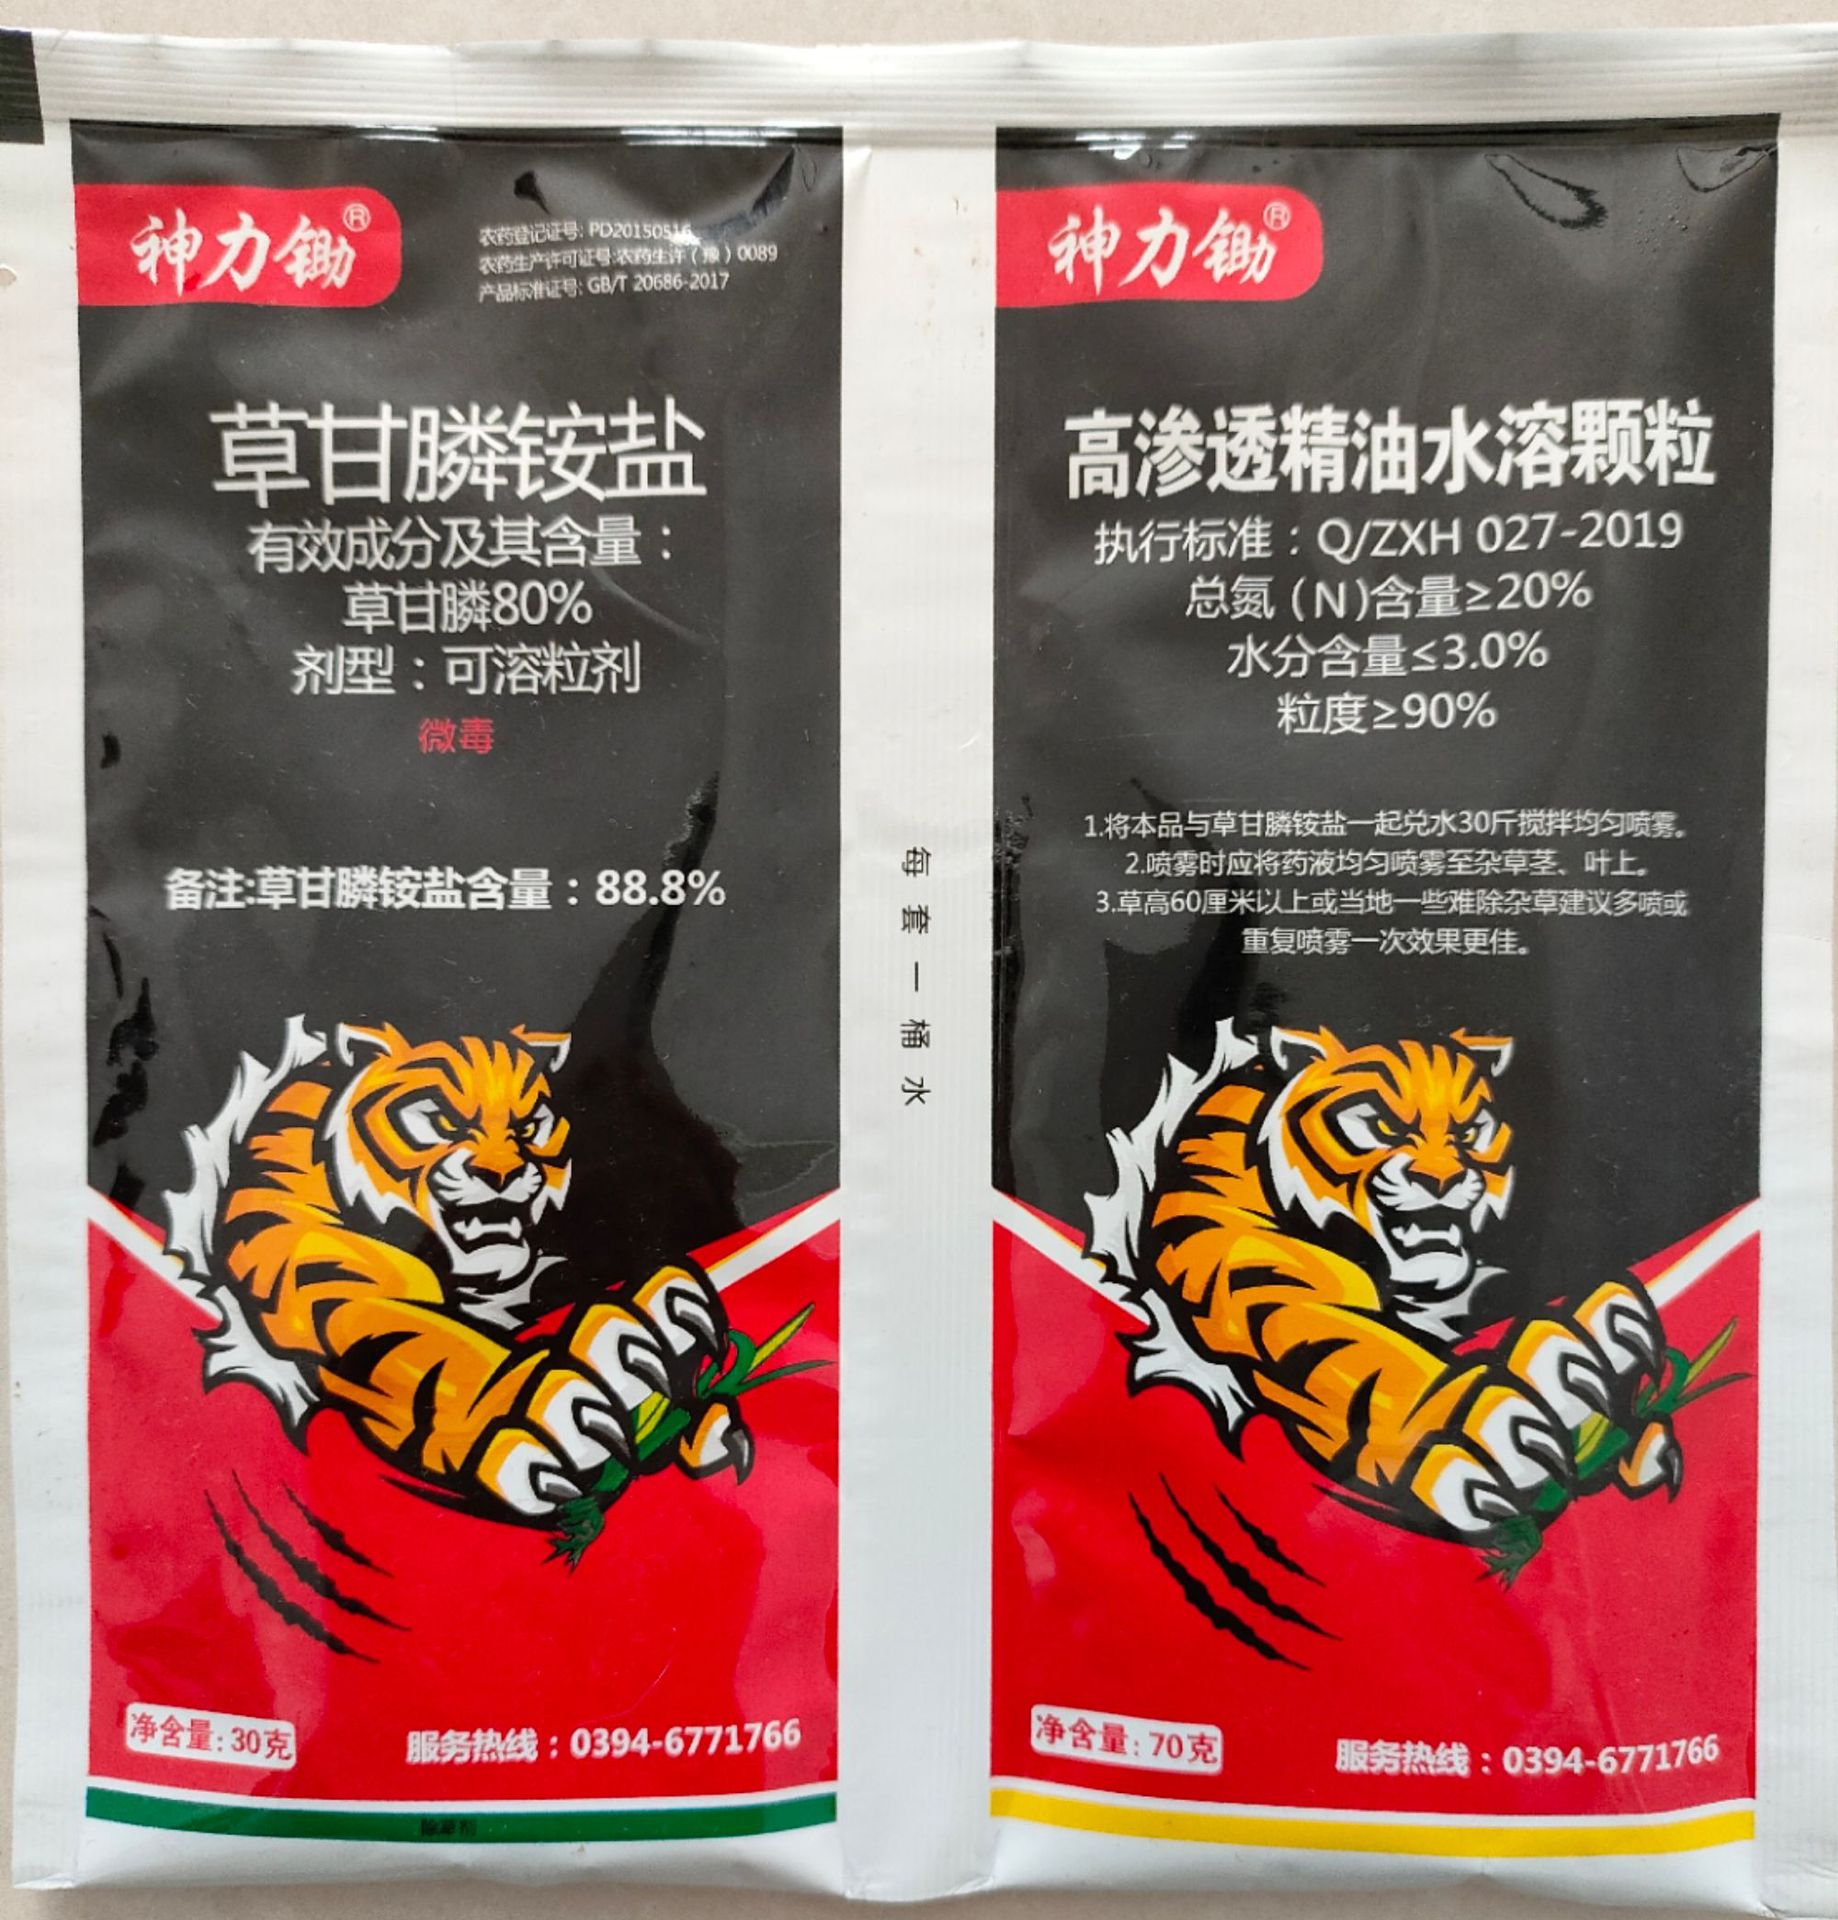 神力锄®
农药登记证号: PD20150516
农药生产许可证号:农药生许（豫）0089
产品标准证号: GB/T 20686-2017
草甘膦铵盐
有效成分及其含量：
草甘膦80%
剂型：可溶粒剂
微毒
备注:草甘膦铵盐含量：88.8%
净含量: 30克
服务热线：0394-6771766
除草剂
每套一桶水
神力锄®
高渗透精油水溶颗粒
执行标准：Q/ZXH 027-2019
总氮 (N)含量≥20%
水分含量≤3.0%
粒度≥90%
1.将本品与草甘膦铵盐一起兑水30斤搅拌均匀喷雾。
2.喷雾时应将药液均匀喷雾至杂草茎、叶上。
3.草高60厘米以上或当地一些难除杂草建议多喷或
重复喷雾一次效果更佳。
净含量: 70克
服务热线：0394-6771766